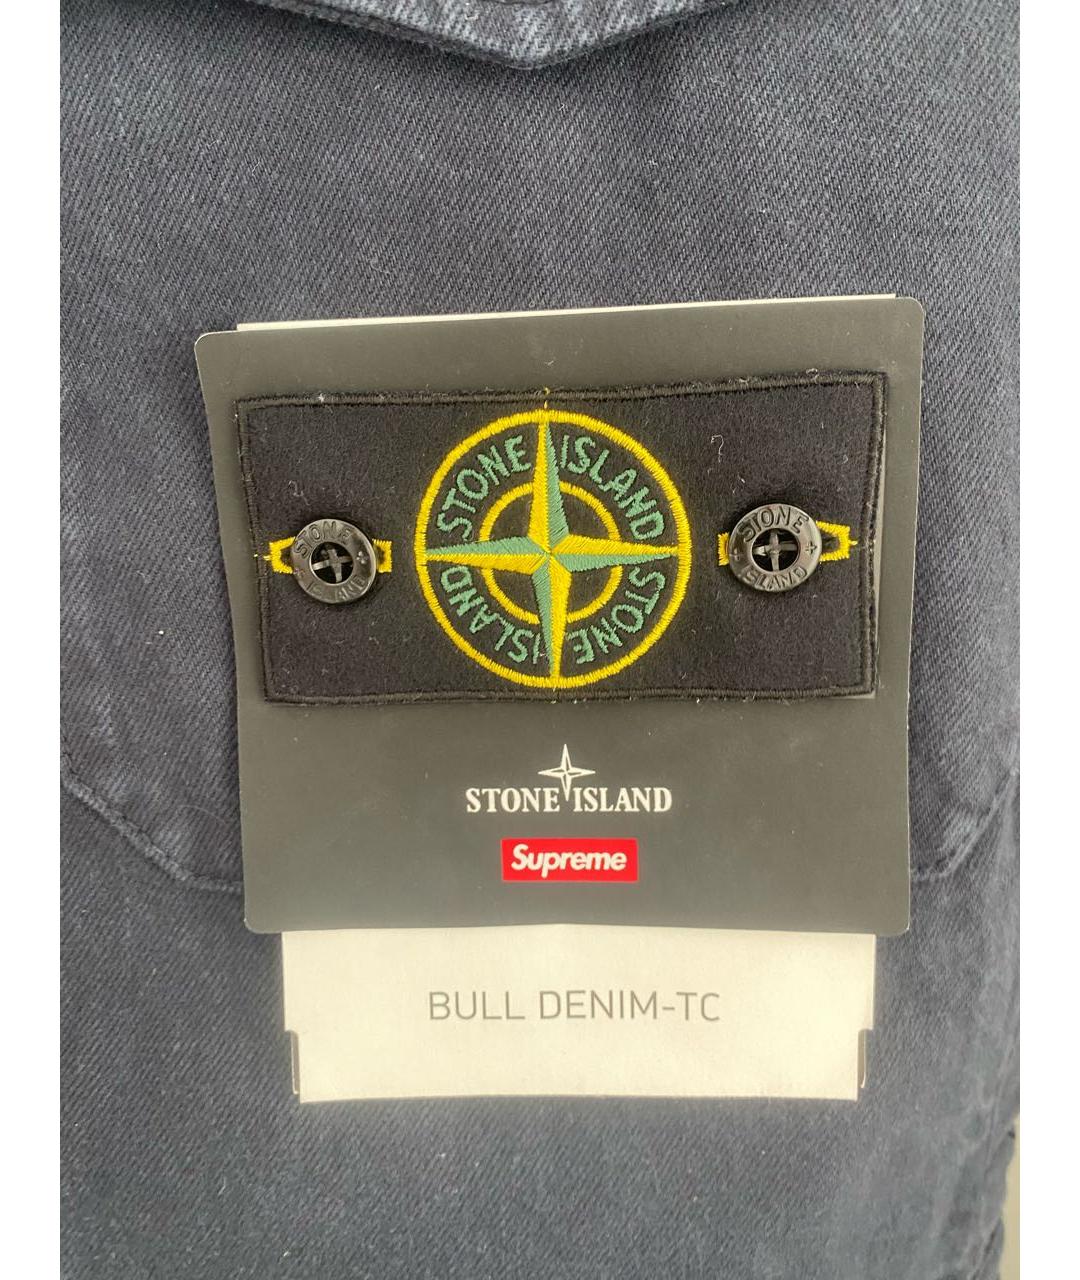 STONE ISLAND
STONE ISLAND
STONE
ISLAND
STONE
ISLAND
STONE ISLAND
Supreme
BULL DENIM-TC